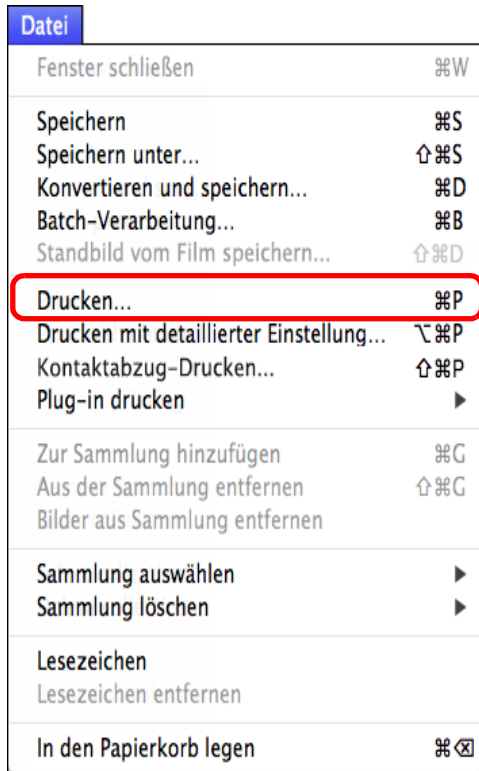 Datei
Fenster schließen ⌘W
Speichern ⌘S
Speichern unter... ⇧⌘S
Konvertieren und speichern... ⌘D
Batch-Verarbeitung... ⌘B
Standbild vom Film speichern... ⇧⌘D
Drucken... ⌘P
Drucken mit detaillierter Einstellung... ⌥⌘P
Kontaktabzug-Drucken... ⇧⌘P
Plug-in drucken ▶
Zur Sammlung hinzufügen ⌘G
Aus der Sammlung entfernen ⇧⌘G
Bilder aus Sammlung entfernen
Sammlung auswählen ▶
Sammlung löschen ▶
Lesezeichen
Lesezeichen entfernen
In den Papierkorb legen ⌘⌫